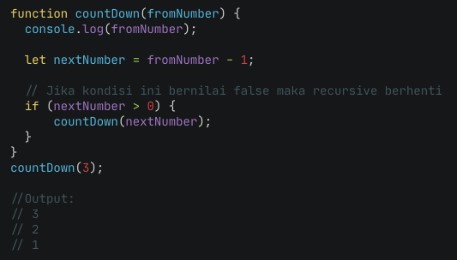 function countDown(fromNumber) {
console.log(fromNumber);
let nextNumber = fromNumber - 1;
// Jika kondisi ini bernilai false maka recursive berhenti
if (nextNumber > 0) {
countDown(nextNumber);
}
}
countDown(3);
//Output:
// 3
// 2
// 1